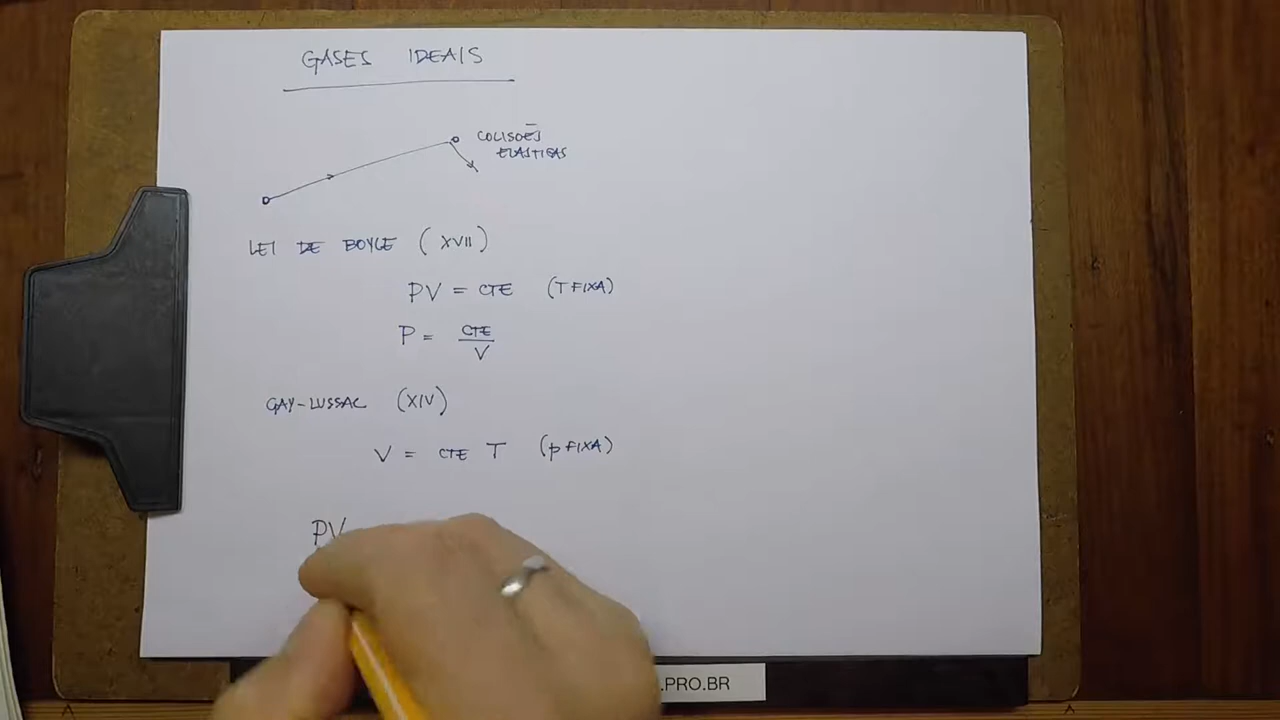 GASES IDEAIS
COLISÕES
ELASTICAS
LEI DE BOYLE (XVII)
PV = CTE (T FIXA)
P = CTE
V
GAY-LUSSAC (XIV)
V = CTE T (p FIXA)
PV
.PRO.BR